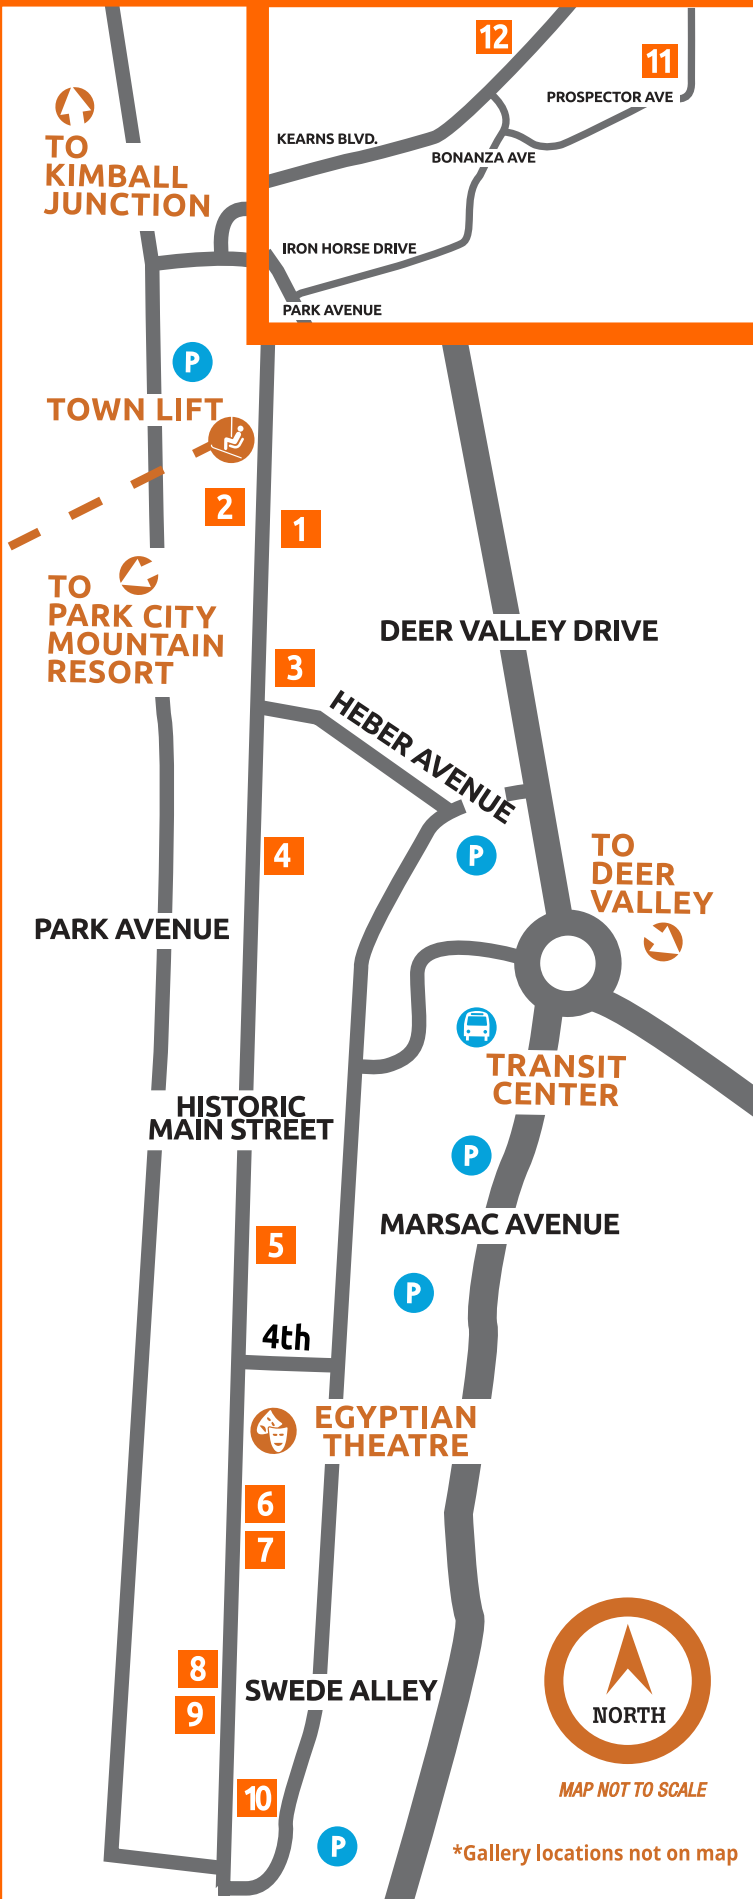 12
11
PROSPECTOR AVE
KEARNS BLVD.
BONANZA AVE
TO
KIMBALL
JUNCTION
IRON HORSE DRIVE
PARK AVENUE
P
TOWN LIFT
2
1
TO
PARK CITY
MOUNTAIN
RESORT
DEER VALLEY DRIVE
3
HEBER AVENUE
4
P
TO
DEER
VALLEY
PARK AVENUE
TRANSIT
CENTER
HISTORIC
MAIN STREET
P
MARSAC AVENUE
5
P
4th
EGYPTIAN
THEATRE
6
7
8
9
SWEDE ALLEY
NORTH
MAP NOT TO SCALE
10
P
*Gallery locations not on map